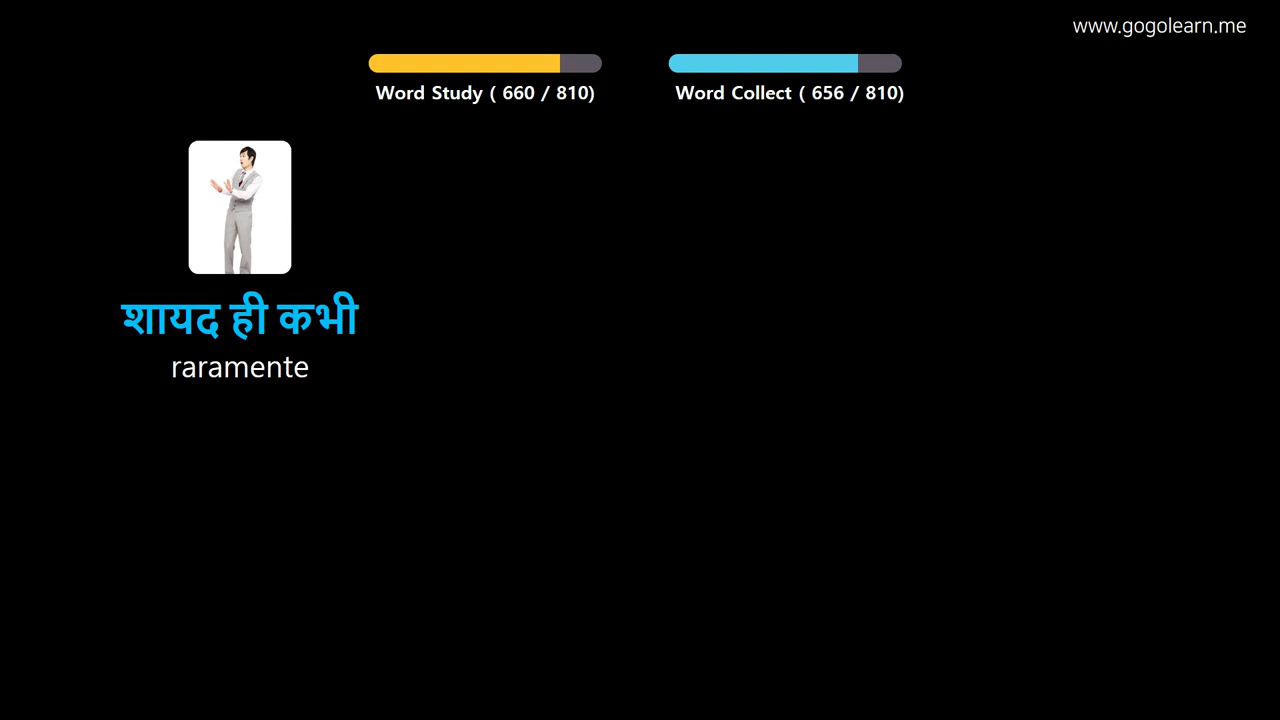 www.gogolearn.me
Word Study ( 660 / 810)
Word Collect ( 656 / 810)
शायद ही कभी
raramente